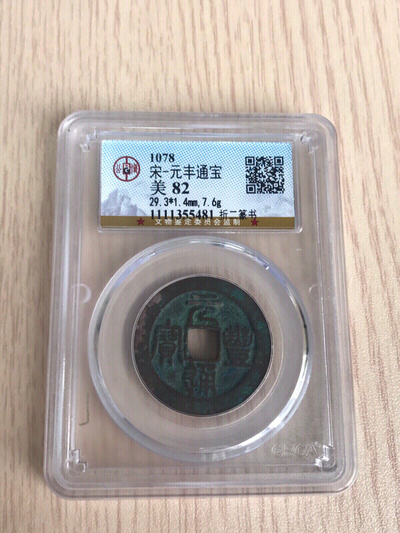 1078
宋-元丰通宝
美 82
29.3*1.4mm,7.6g
1111355481 折二篆书
文物鉴定委员会监制
元豐通寶